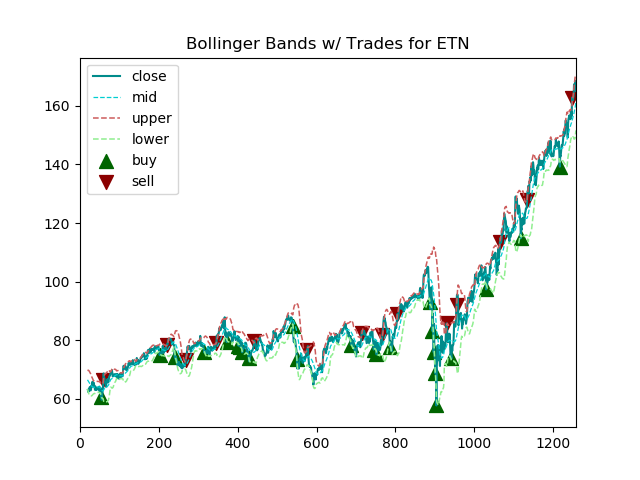 Bollinger Bands w/ Trades for ETN
close
mid
upper
lower
buy
sell
160
140
120
100
80
60
0 200 400 600 800 1000 1200